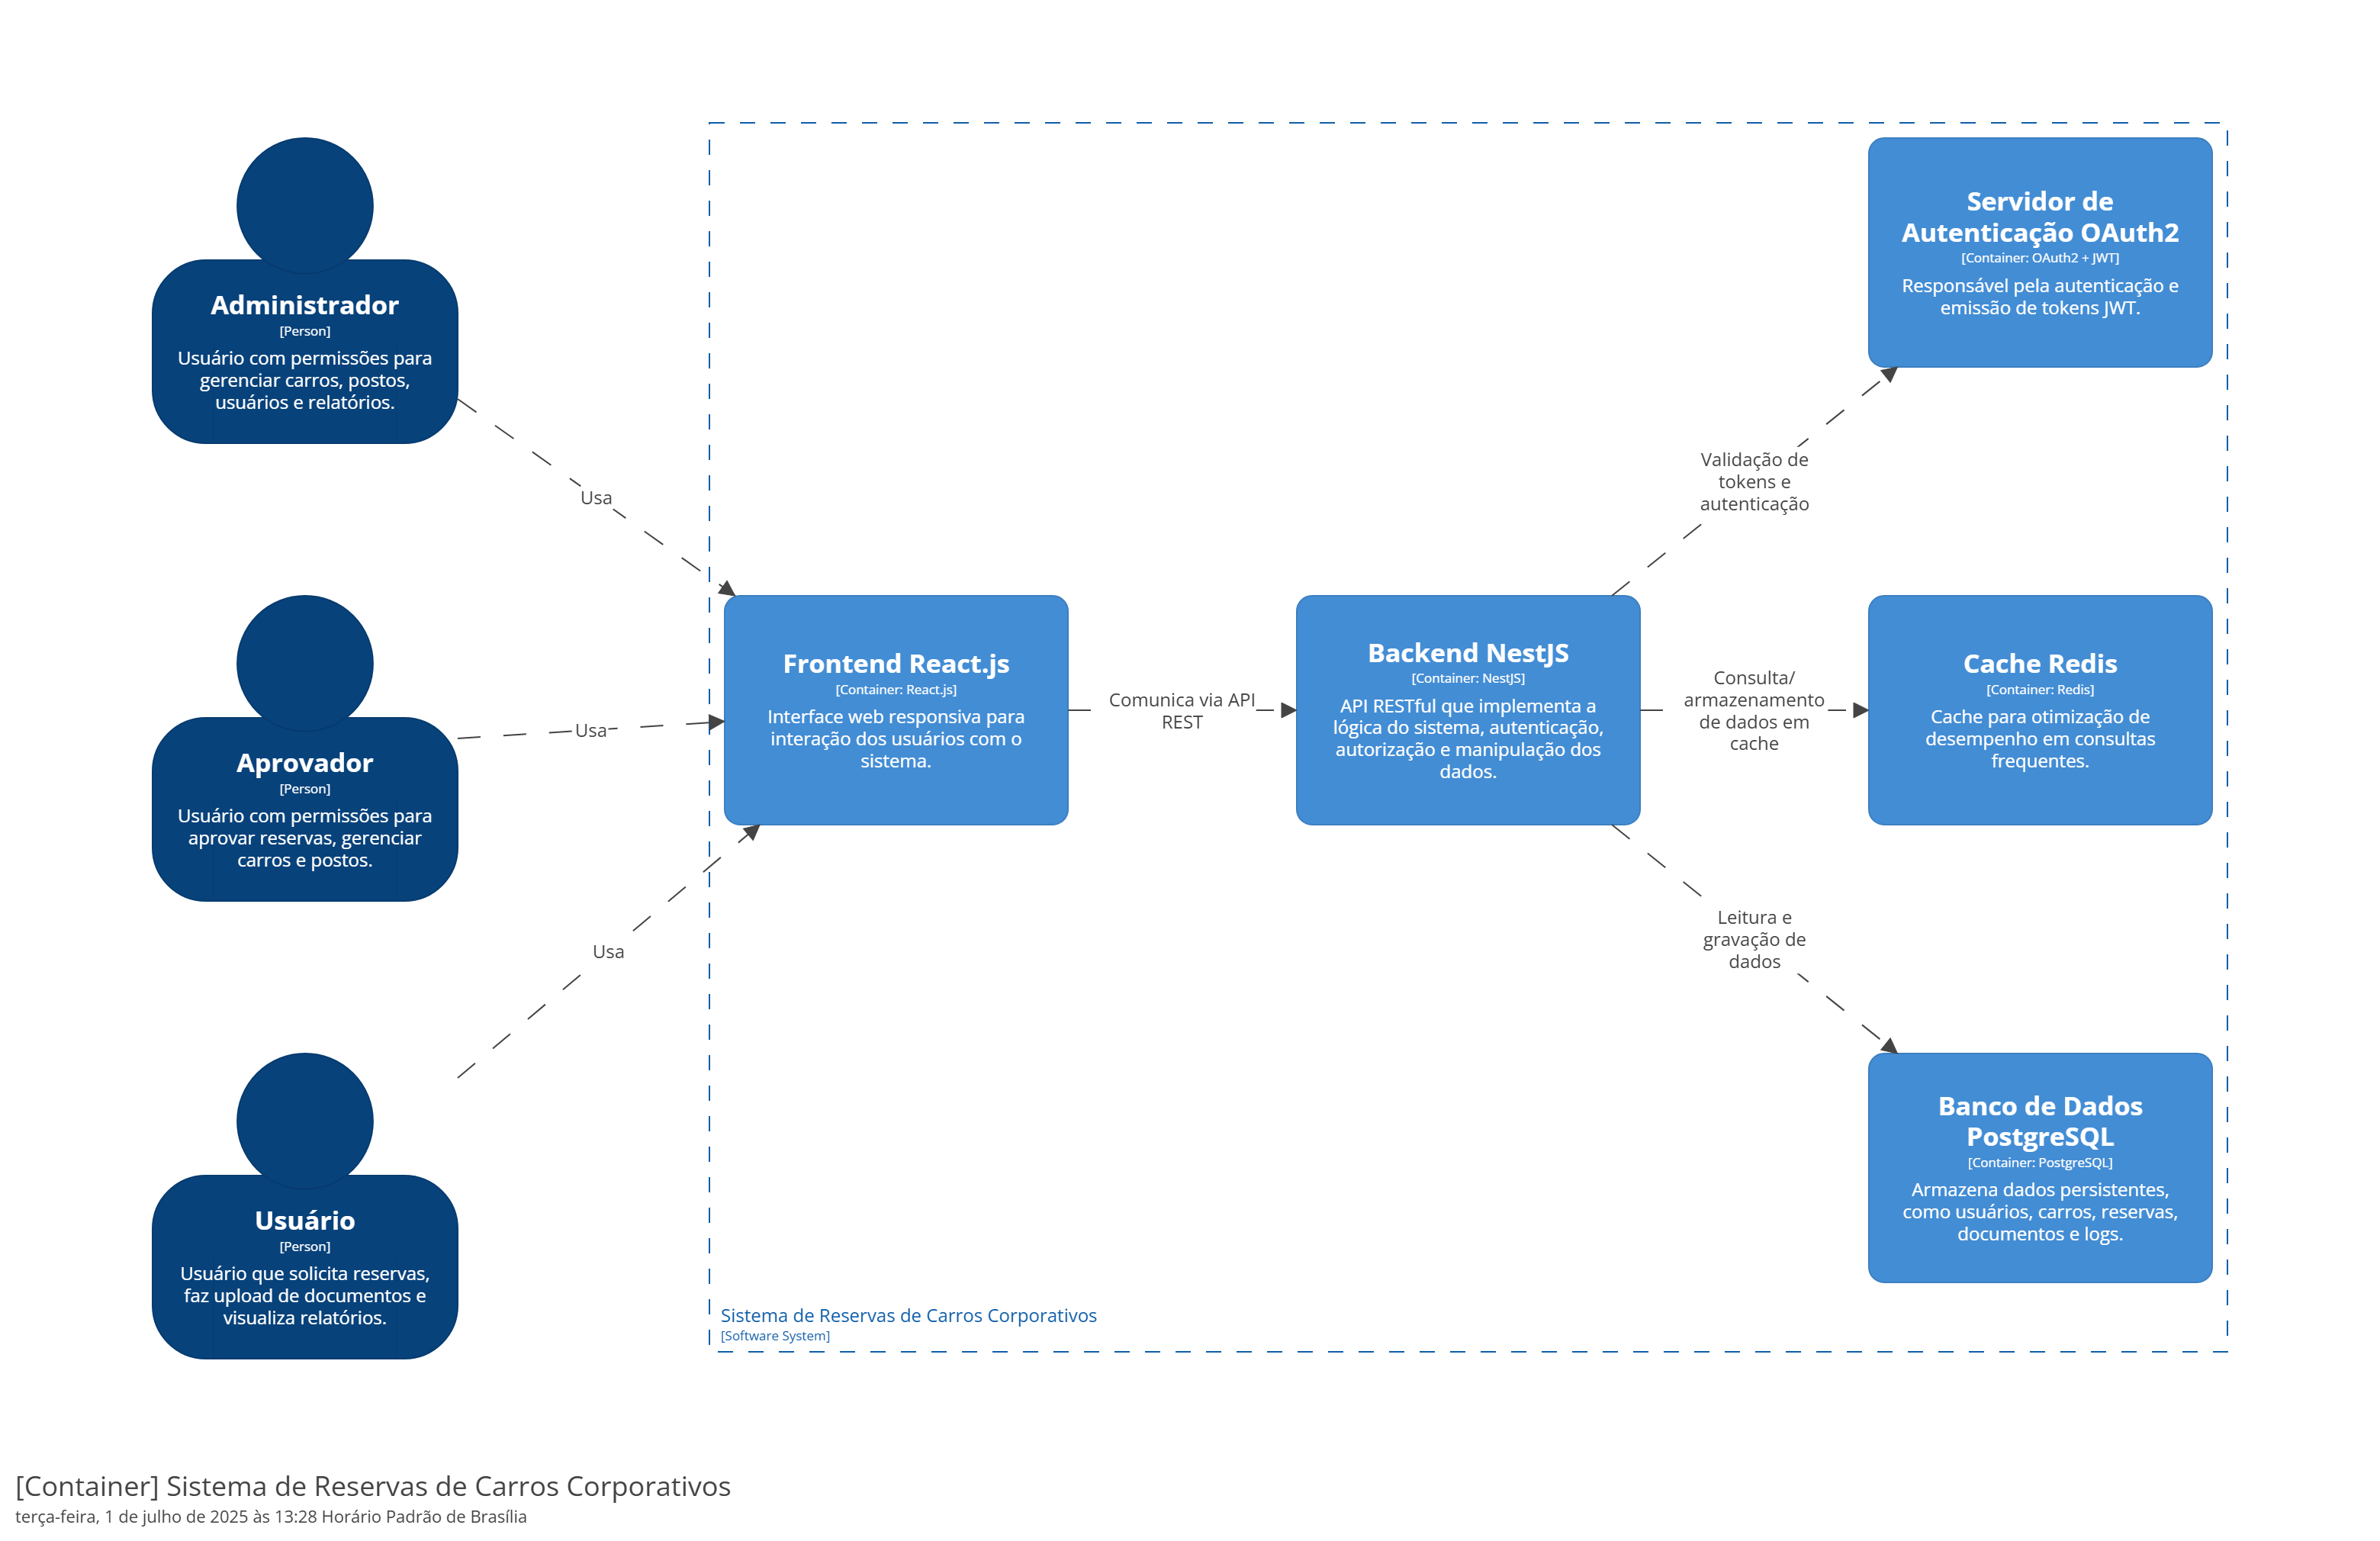 Administrador
[Person]
Usuário com permissões para
gerenciar carros, postos,
usuários e relatórios.
Usa
Aprovador
[Person]
Usuário com permissões para
aprovar reservas, gerenciar
carros e postos.
Usa
Usuário
[Person]
Usuário que solicita reservas,
faz upload de documentos e
visualiza relatórios.
Usa
Frontend React.js
[Container: React.js]
Interface web responsiva para
interação dos usuários com o
sistema.
Comunica via API
REST
Backend NestJS
[Container: NestJS]
API RESTful que implementa a
lógica do sistema, autenticação,
autorização e manipulação dos
dados.
Validação de
tokens e
autenticação
Servidor de
Autenticação OAuth2
[Container: OAuth2 + JWT]
Responsável pela autenticação e
emissão de tokens JWT.
Consulta/
armazenamento
de dados em
cache
Cache Redis
[Container: Redis]
Cache para otimização de
desempenho em consultas
frequentes.
Leitura e
gravação de
dados
Banco de Dados
PostgreSQL
[Container: PostgreSQL]
Armazena dados persistentes,
como usuários, carros, reservas,
documentos e logs.
Sistema de Reservas de Carros Corporativos
[Software System]
[Container] Sistema de Reservas de Carros Corporativos
terça-feira, 1 de julho de 2025 às 13:28 Horário Padrão de Brasília